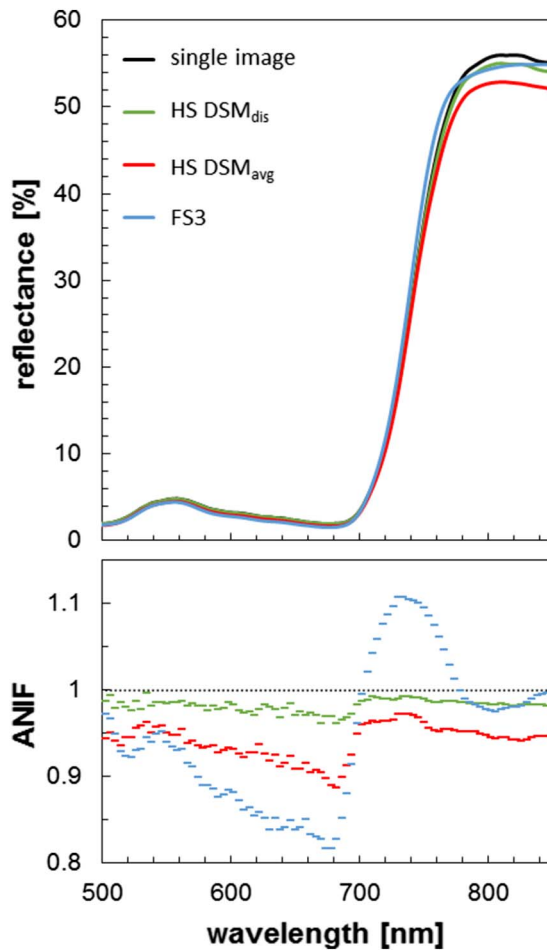 60
50
40
30
20
10
0
reflectance [%]
single image
HS DSMdis
HS DSMavg
FS3
1.1
1
0.9
0.8
ANIF
500
600
700
800
wavelength [nm]